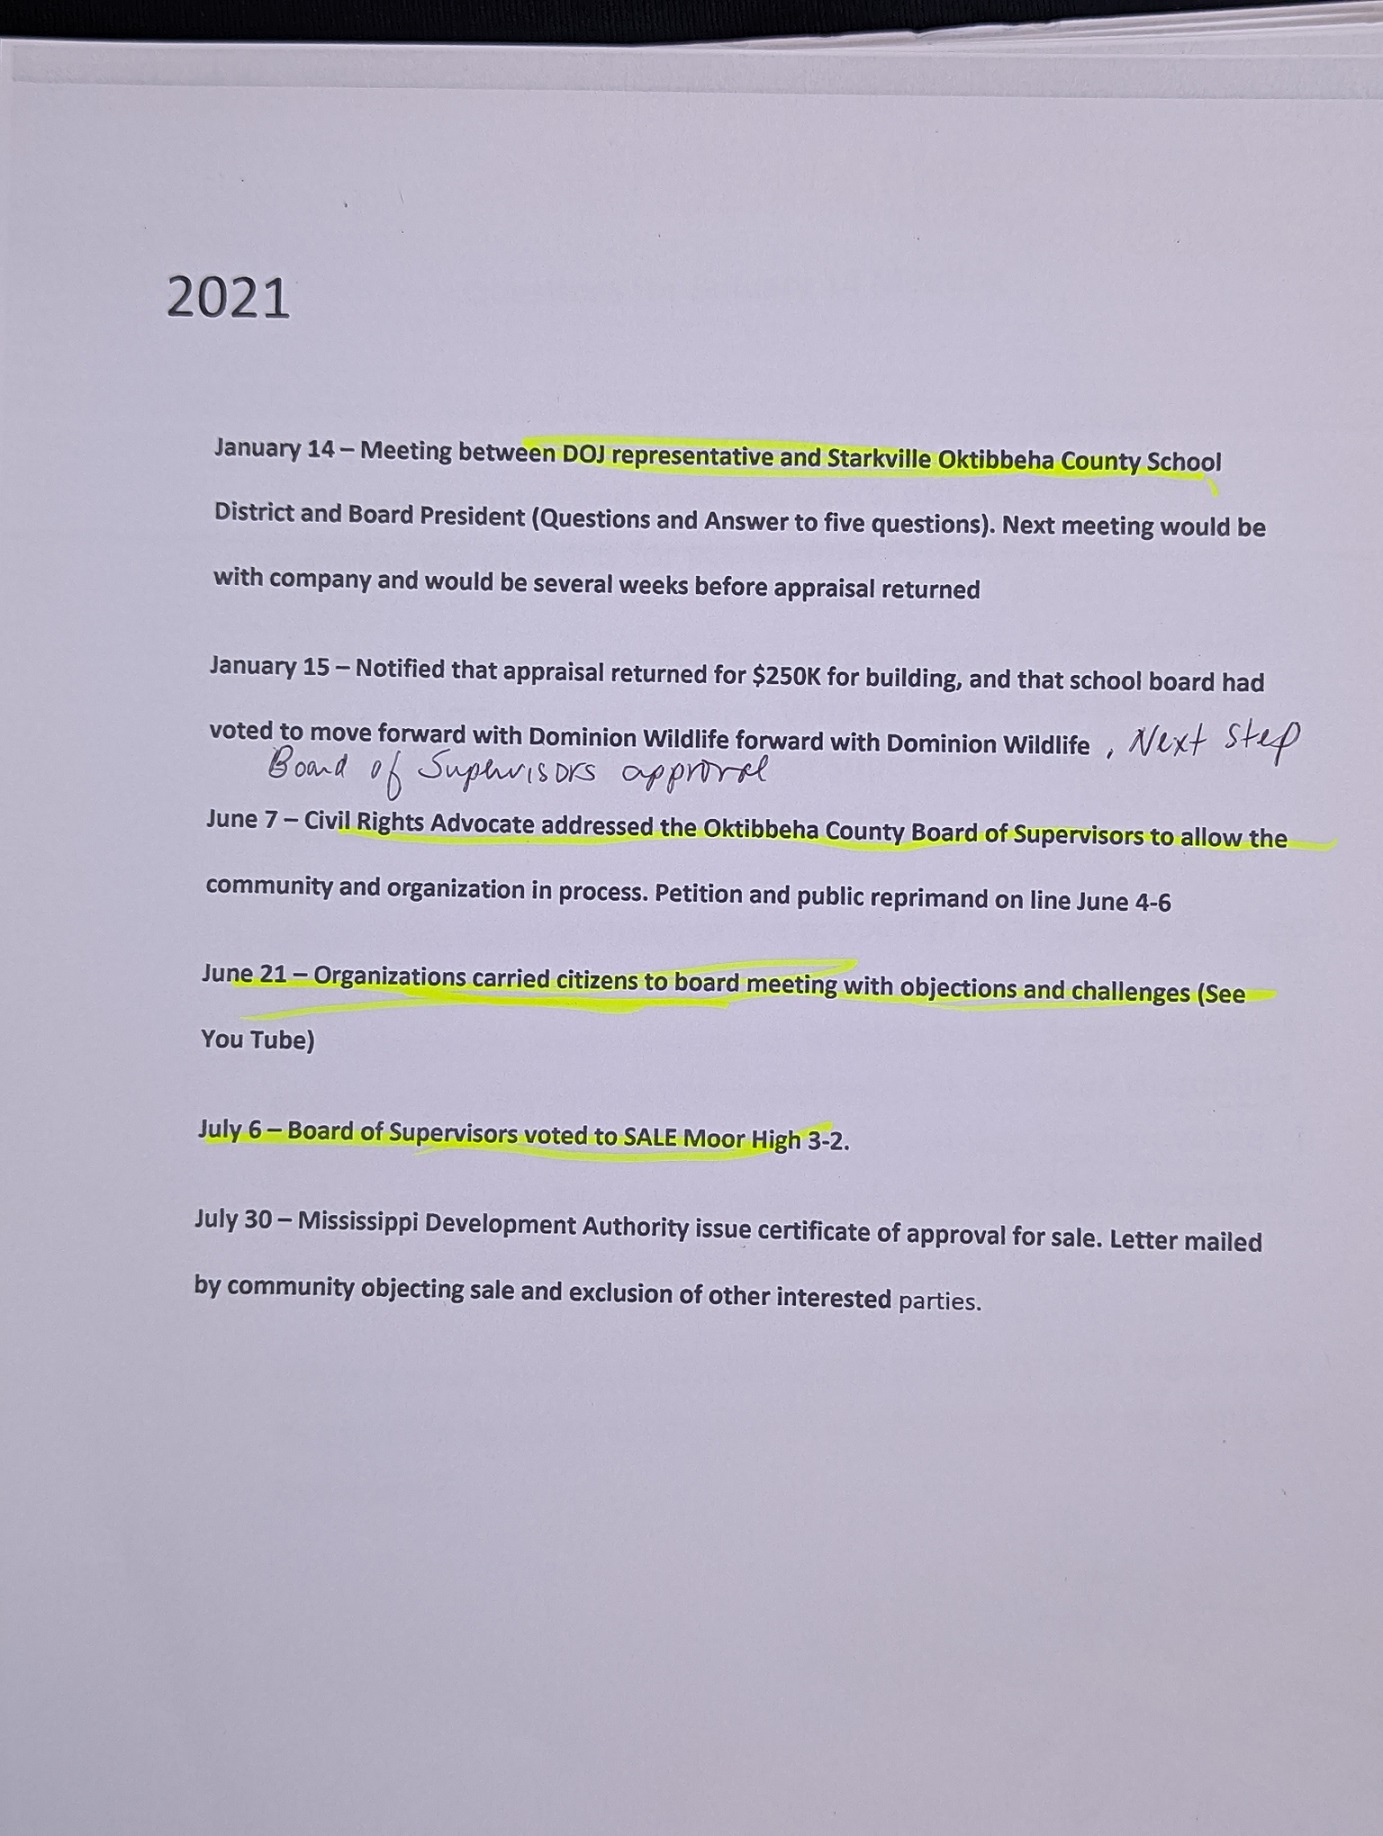 2021
January 14 – Meeting between DOJ representative and Starkville Oktibbeha County School
District and Board President (Questions and Answer to five questions). Next meeting would be
with company and would be several weeks before appraisal returned
January 15 – Notified that appraisal returned for $250K for building, and that school board had
voted to move forward with Dominion Wildlife forward with Dominion Wildlife , Next Step
Board of Supervisors approval
June 7 – Civil Rights Advocate addressed the Oktibbeha County Board of Supervisors to allow the
community and organization in process. Petition and public reprimand on line June 4-6
June 21 – Organizations carried citizens to board meeting with objections and challenges (See
You Tube)
July 6 – Board of Supervisors voted to SALE Moor High 3-2.
July 30 – Mississippi Development Authority issue certificate of approval for sale. Letter mailed
by community objecting sale and exclusion of other interested parties.